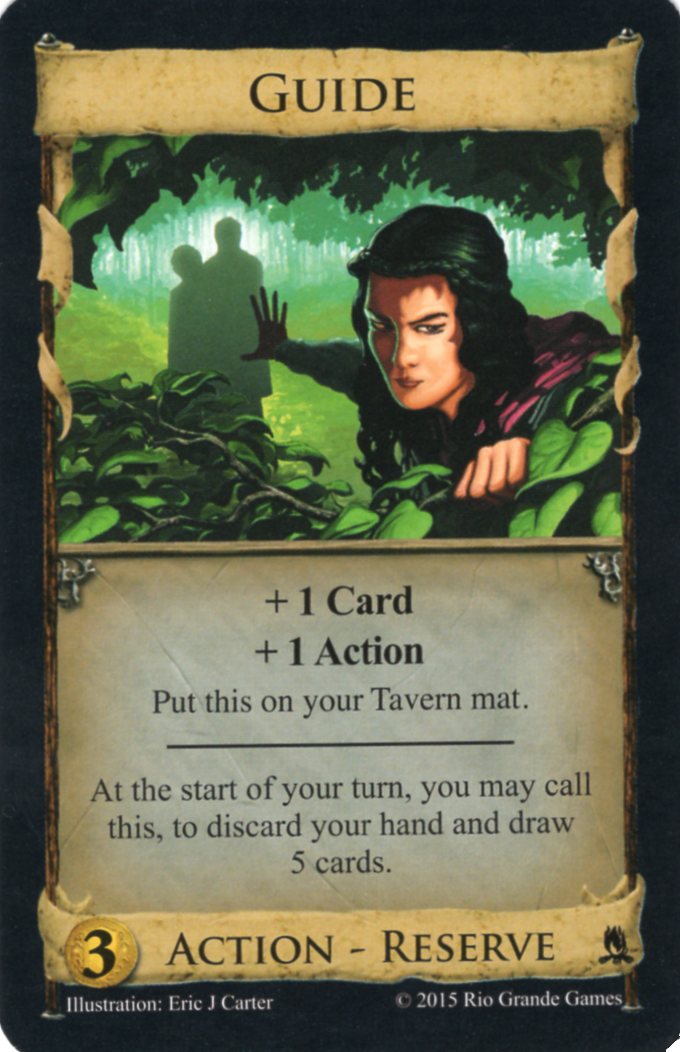 GUIDE
+ 1 Card
+ 1 Action
Put this on your Tavern mat.
At the start of your turn, you may call
this, to discard your hand and draw
5 cards.
3 ACTION - RESERVE
Illustration: Eric J Carter © 2015 Rio Grande Games